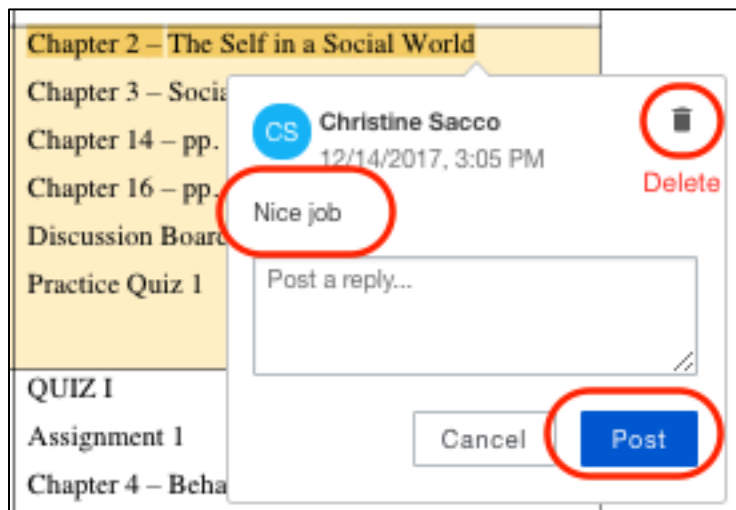 Chapter 2 – The Self in a Social World
Chapter 3 – Socia
Chapter 14 – pp.
Chapter 16 – pp.
Discussion Board
Practice Quiz 1
CS
Christine Sacco
12/14/2017, 3:05 PM
Delete
Nice job
Post a reply...
Cancel
Post
QUIZ I
Assignment 1
Chapter 4 – Beha